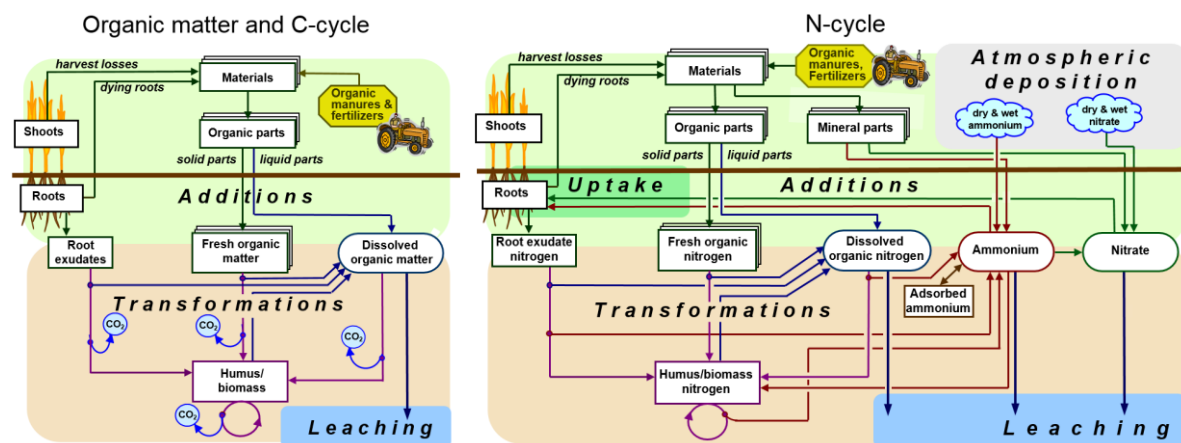 Organic matter and C-cycle
harvest losses
dying roots
Materials
Organic
manures &
fertilizers
Shoots
Organic parts
solid parts
liquid parts
Roots
Additions
Root
exudates
Fresh organic
matter
Dissolved
organic matter
Transformations
CO2
CO2
CO2
Humus/
biomass
CO2
Leaching
N-cycle
harvest losses
dying roots
Materials
Organic
manures,
Fertilizers
Atmospheric
deposition
dry & wet
ammonium
dry & wet
nitrate
Shoots
Organic parts
Mineral parts
solid parts
liquid parts
Roots
Uptake
Additions
Root exudate
nitrogen
Fresh organic
nitrogen
Dissolved
organic nitrogen
Ammonium
Nitrate
Adsorbed
ammonium
Transformations
Humus/biomass
nitrogen
Leaching